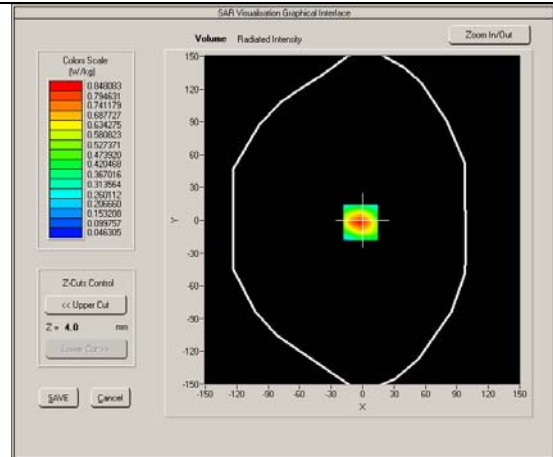 SAR Visualisation Graphical Interface
Volume Radiated Intensity
Zoom In/Out
Colors Scale
(W/kg)
0.848083
0.794631
0.741179
0.687727
0.634275
0.580823
0.527371
0.473920
0.420468
0.367016
0.313564
0.260112
0.206660
0.153208
0.099757
0.046305
Z-Cuts Control
<< Upper Cut
Z = 4.0 mm
SAVE
Cancel
150
120
90
60
30
0
-30
-60
-90
-120
-150
Y
-150 -120 -90 -60 -30 0 30 60 90 120 150
X